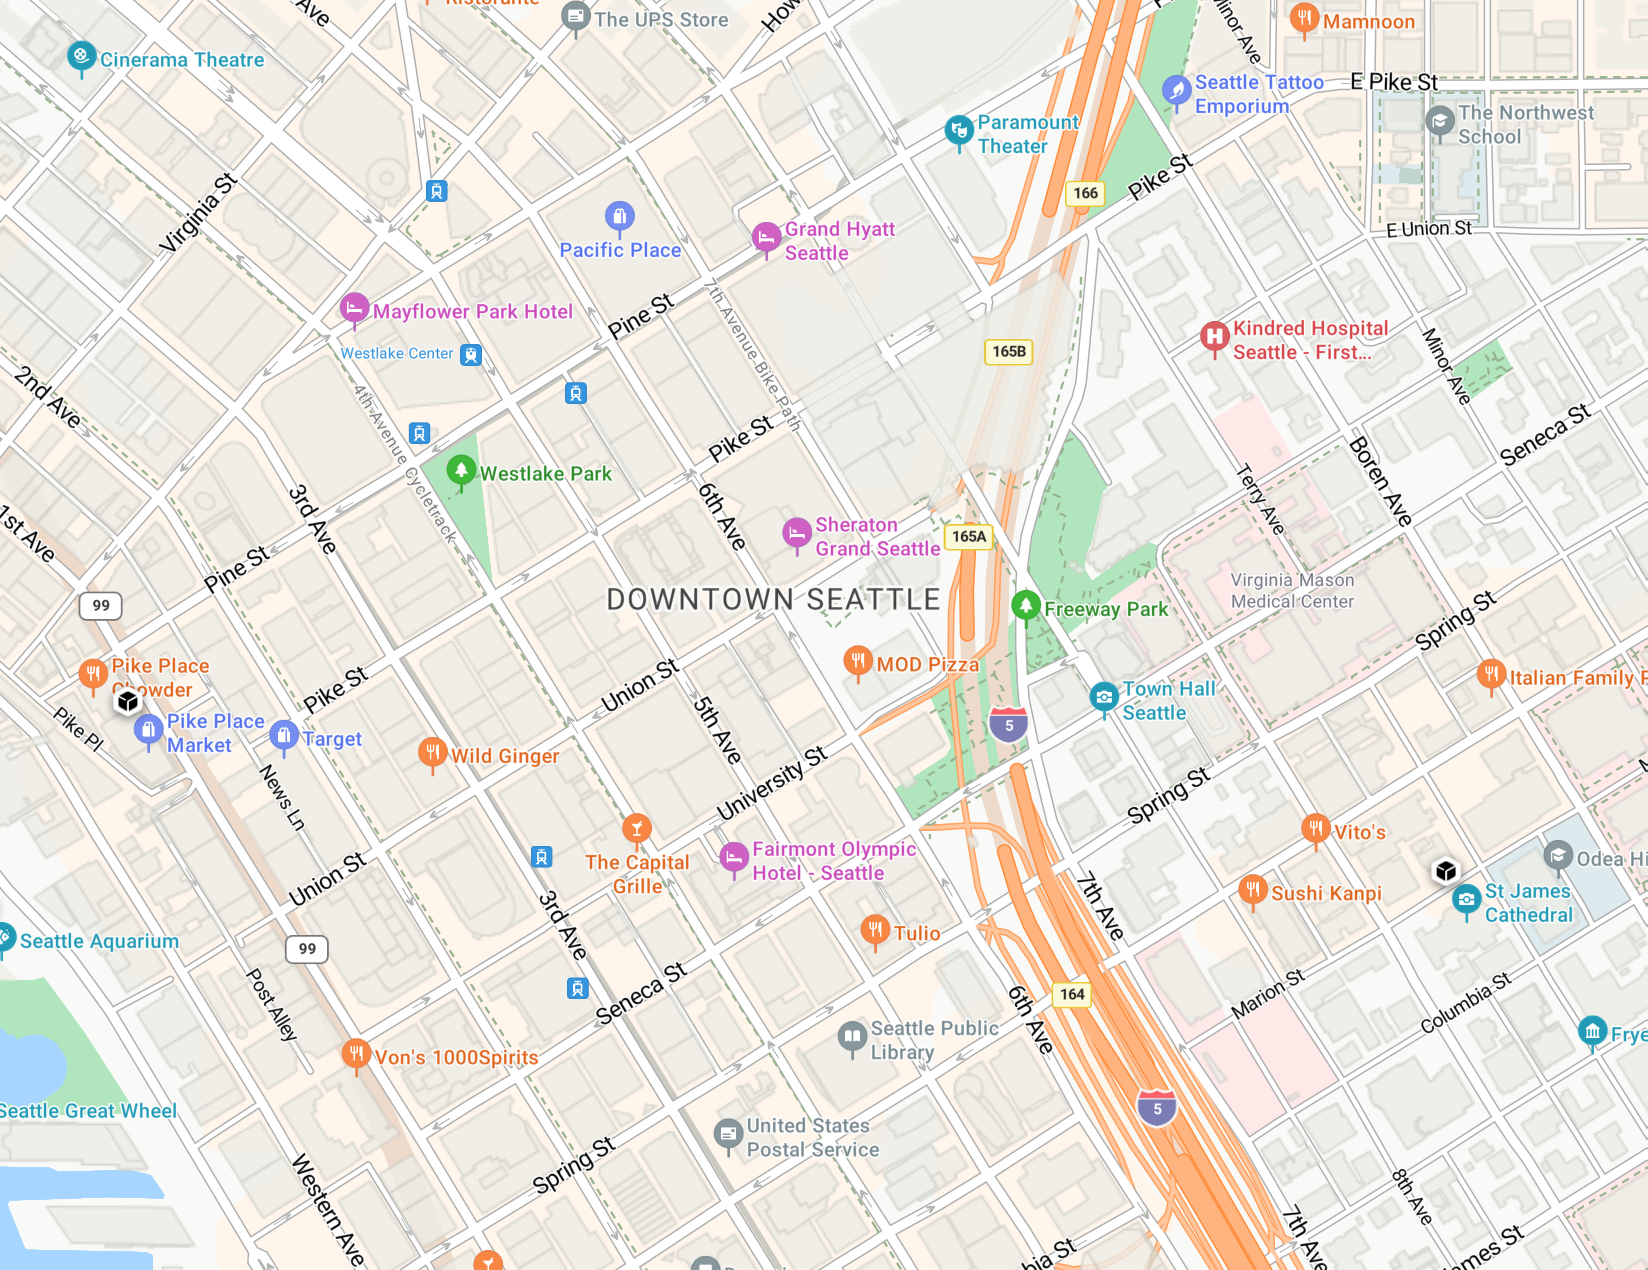 Ristorante
Ave
The UPS Store
How
Minor Ave
Mamnoon
Cinerama Theatre
E Pike St
Seattle Tattoo
Emporium
The Northwest
School
Paramount
Theater
Virginia St
166
Pike St
Pacific Place
Grand Hyatt
Seattle
E Union St
Mayflower Park Hotel
Pine St
7th Avenue Bike Path
Westlake Center
165B
Kindred Hospital
Seattle - First...
Minor Ave
2nd Ave
4th Avenue Cycletrack
Pike St
Seneca St
Westlake Park
Boren Ave
Terry Ave
1st Ave
3rd Ave
6th Ave
Sheraton
Grand Seattle
165A
Pine St
Virginia Mason
Medical Center
99
DOWNTOWN SEATTLE
Freeway Park
Spring St
Pike Place
Chowder
MOD Pizza
Italian Family
Pike St
Union St
Town Hall
Seattle
Pike Pl
Pike Place
Market
Target
5th Ave
5
Wild Ginger
University St
News Ln
Spring St
Vito's
The Capital
Grille
Fairmont Olympic
Hotel - Seattle
Odea Hi
Union St
7th Ave
Sushi Kanpi
St James
Cathedral
3rd Ave
Tulio
Seattle Aquarium
99
Post Alley
Seneca St
164
6th Ave
Marion St
Columbia St
Seattle Public
Library
Frye
Von's 1000Spirits
Seattle Great Wheel
5
United States
Postal Service
Spring St
Western Ave
8th Ave
7th Ave
bia St
ames St